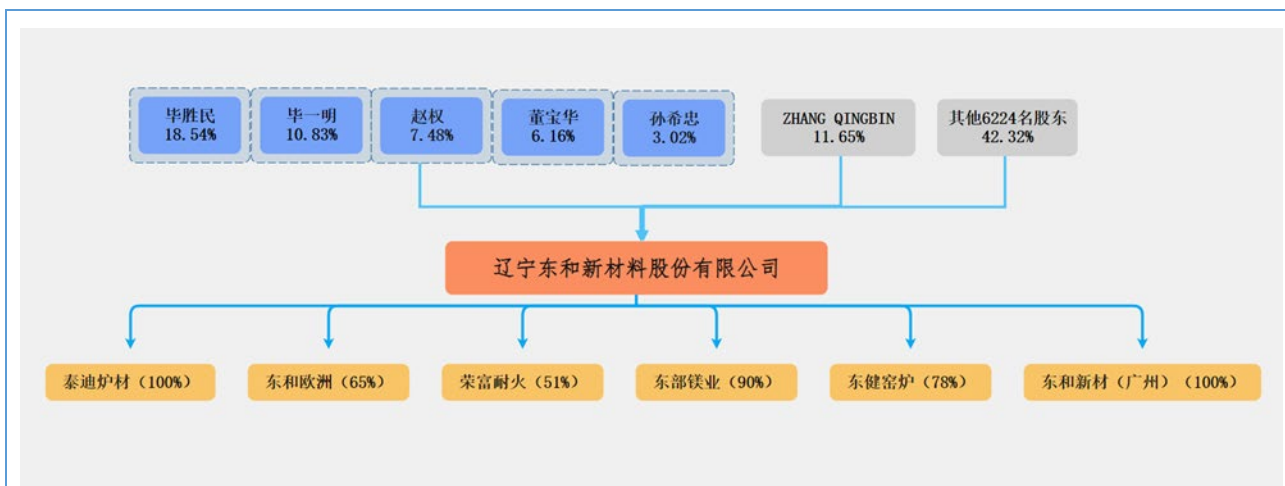 毕胜民
18.54%
毕一明
10.83%
赵权
7.48%
董宝华
6.16%
孙希忠
3.02%
ZHANG QINGBIN
11.65%
其他6224名股东
42.32%
辽宁东和新材料股份有限公司
泰迪炉材（100%）
东和欧洲（65%）
荣富耐火（51%）
东部镁业（90%）
东健窑炉（78%）
东和新材（广州）（100%）